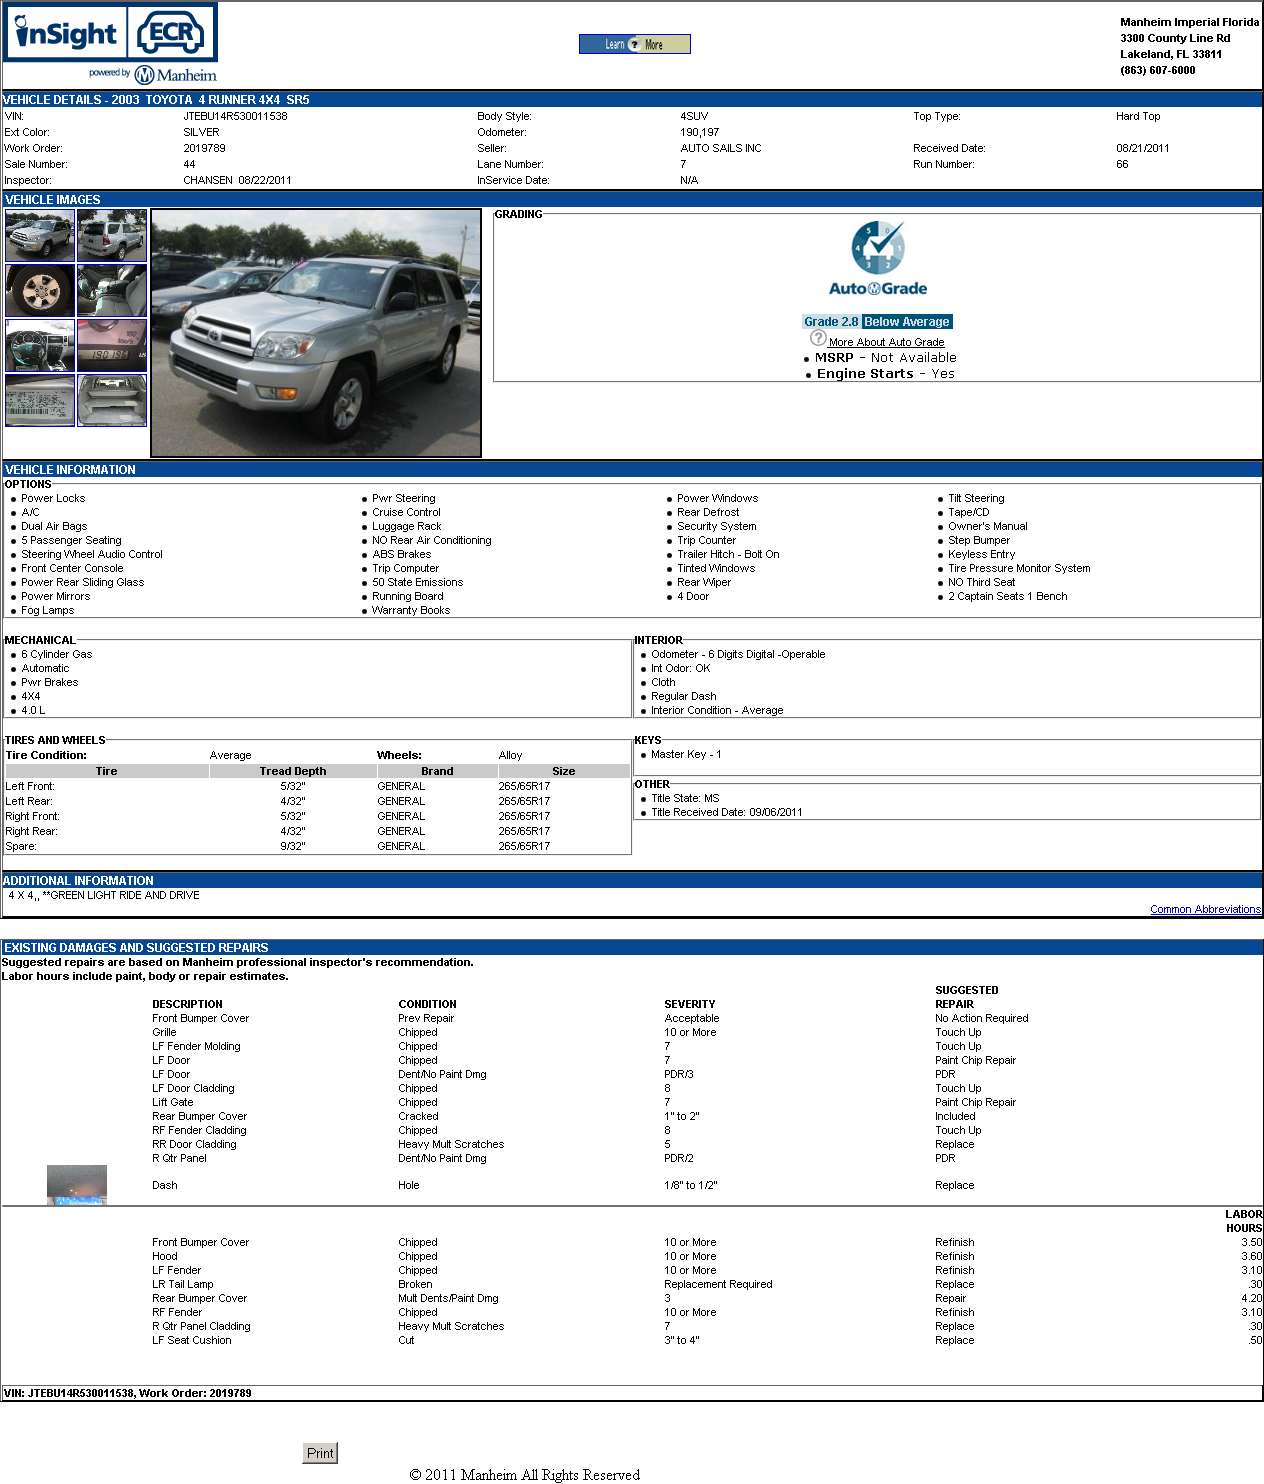 inSight ECR
powered by Manheim
Learn ? More
Manheim Imperial Florida
3300 County Line Rd
Lakeland, FL 33811
(863) 607-6000
VEHICLE DETAILS - 2003 TOYOTA 4 RUNNER 4X4 SR5
VIN: JTEBU14R530011538 Body Style: 4SUV Top Type: Hard Top
Ext Color: SILVER Odometer: 190,197
Work Order: 2019789 Seller: AUTO SAILS INC Received Date: 08/21/2011
Sale Number: 44 Lane Number: 7 Run Number: 66
Inspector: CHANSEN 08/22/2011 InService Date: N/A
VEHICLE IMAGES
GRADING
AutoGrade
Grade 2.8 Below Average
? More About Auto Grade
• MSRP - Not Available
• Engine Starts - Yes
VEHICLE INFORMATION
OPTIONS
• Power Locks • Pwr Steering • Power Windows • Tilt Steering
• A/C • Cruise Control • Rear Defrost • Tape/CD
• Dual Air Bags • Luggage Rack • Security System • Owner's Manual
• 5 Passenger Seating • NO Rear Air Conditioning • Trip Counter • Step Bumper
• Steering Wheel Audio Control • ABS Brakes • Trailer Hitch - Bolt On • Keyless Entry
• Front Center Console • Trip Computer • Tinted Windows • Tire Pressure Monitor System
• Power Rear Sliding Glass • 50 State Emissions • Rear Wiper • NO Third Seat
• Power Mirrors • Running Board • 4 Door • 2 Captain Seats 1 Bench
• Fog Lamps • Warranty Books
MECHANICAL
• 6 Cylinder Gas
• Automatic
• Pwr Brakes
• 4X4
• 4.0 L
INTERIOR
• Odometer - 6 Digits Digital -Operable
• Int Odor: OK
• Cloth
• Regular Dash
• Interior Condition - Average
TIRES AND WHEELS
Tire Condition: Average Wheels: Alloy
Tire Tread Depth Brand Size
Left Front: 5/32" GENERAL 265/65R17
Left Rear: 4/32" GENERAL 265/65R17
Right Front: 5/32" GENERAL 265/65R17
Right Rear: 4/32" GENERAL 265/65R17
Spare: 9/32" GENERAL 265/65R17
KEYS
• Master Key - 1
OTHER
• Title State: MS
• Title Received Date: 09/06/2011
ADDITIONAL INFORMATION
4 X 4,, **GREEN LIGHT RIDE AND DRIVE
Common Abbreviations
EXISTING DAMAGES AND SUGGESTED REPAIRS
Suggested repairs are based on Manheim professional inspector's recommendation.
Labor hours include paint, body or repair estimates.
DESCRIPTION CONDITION SEVERITY SUGGESTED REPAIR
Front Bumper Cover Prev Repair Acceptable No Action Required
Grille Chipped 10 or More Touch Up
LF Fender Molding Chipped 7 Touch Up
LF Door Chipped 7 Paint Chip Repair
LF Door Dent/No Paint Dmg PDR/3 PDR
LF Door Cladding Chipped 8 Touch Up
Lift Gate Chipped 7 Paint Chip Repair
Rear Bumper Cover Cracked 1" to 2" Included
RF Fender Cladding Chipped 8 Touch Up
RR Door Cladding Heavy Mult Scratches 5 Replace
R Qtr Panel Dent/No Paint Dmg PDR/2 PDR
Dash Hole 1/8" to 1/2" Replace
LABOR HOURS
Front Bumper Cover Chipped 10 or More Refinish 3.50
Hood Chipped 10 or More Refinish 3.60
LF Fender Chipped 10 or More Refinish 3.10
LR Tail Lamp Broken Replacement Required Replace .30
Rear Bumper Cover Mult Dents/Paint Dmg 3 Repair 4.20
RF Fender Chipped 10 or More Refinish 3.10
R Qtr Panel Cladding Heavy Mult Scratches 7 Replace .30
LF Seat Cushion Cut 3" to 4" Replace .50
VIN: JTEBU14R530011538, Work Order: 2019789
Print
© 2011 Manheim All Rights Reserved